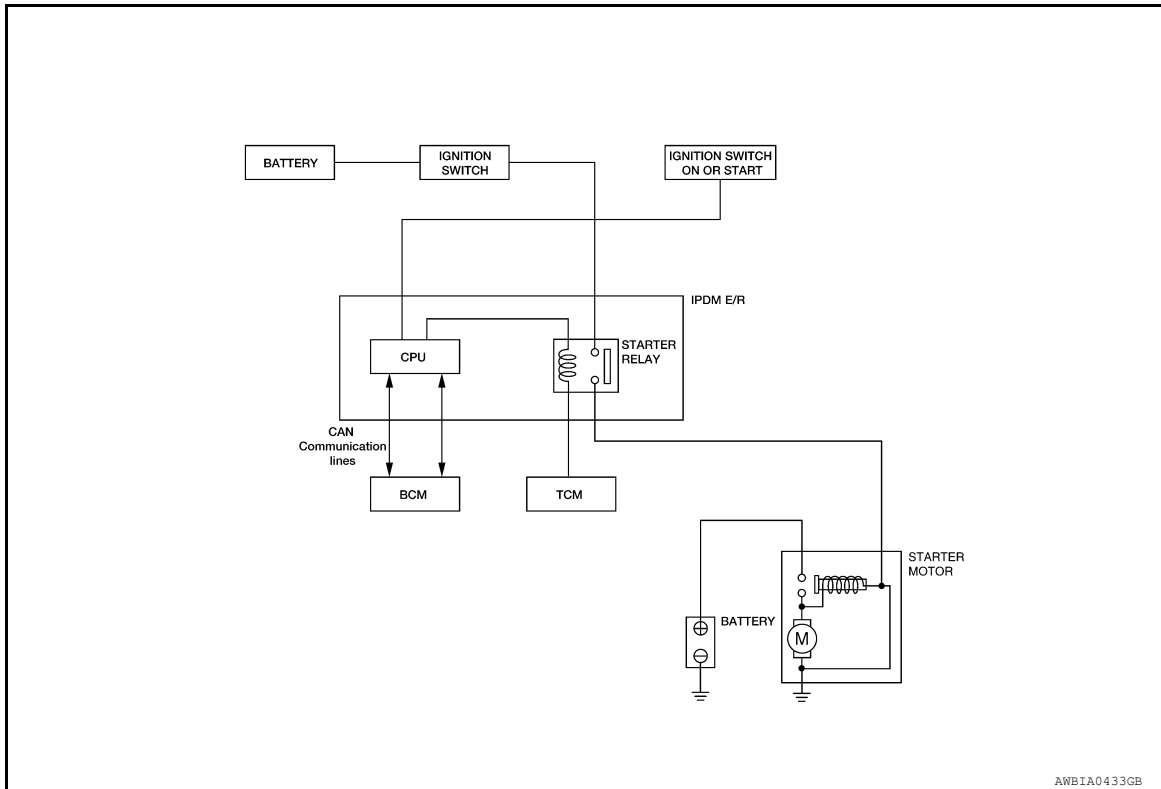 BATTERY
IGNITION
SWITCH
IGNITION SWITCH
ON OR START
IPDM E/R
CPU
STARTER
RELAY
CAN
Communication
lines
BCM
TCM
STARTER
MOTOR
BATTERY
M
AWBIA0433GB